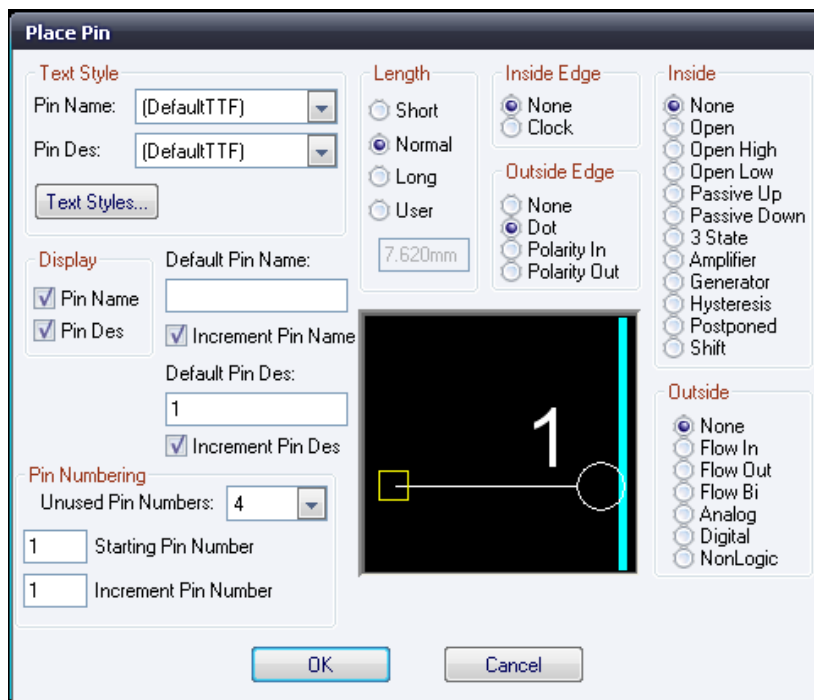 Place Pin
Text Style
Pin Name: (DefaultTTF)
Pin Des: (DefaultTTF)
Text Styles...
Length
Short
Normal
Long
User
7.620mm
Inside Edge
None
Clock
Outside Edge
None
Dot
Polarity In
Polarity Out
Inside
None
Open
Open High
Open Low
Passive Up
Passive Down
3 State
Amplifier
Generator
Hysteresis
Postponed
Shift
Display
Pin Name
Pin Des
Default Pin Name:
Increment Pin Name
Default Pin Des:
1
Increment Pin Des
1
Outside
None
Flow In
Flow Out
Flow Bi
Analog
Digital
NonLogic
Pin Numbering
Unused Pin Numbers: 4
1 Starting Pin Number
1 Increment Pin Number
OK
Cancel